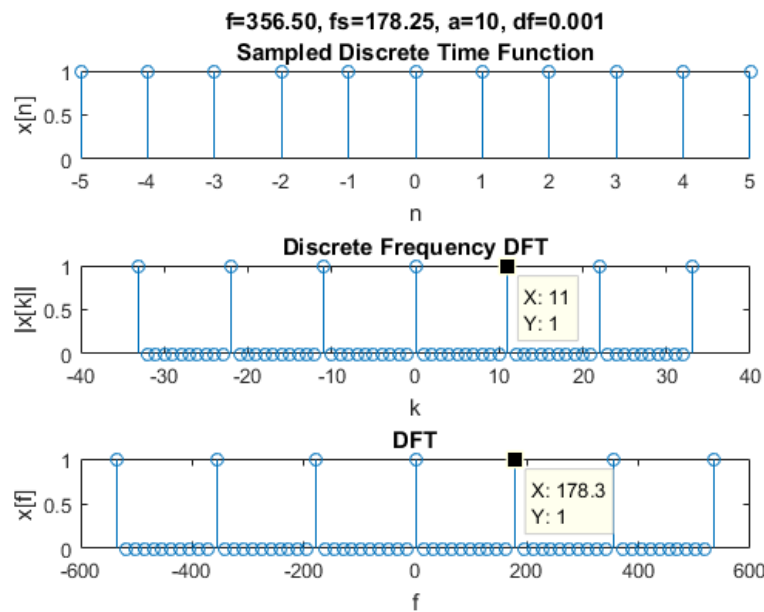 f=356.50, fs=178.25, a=10, df=0.001
Sampled Discrete Time Function
1
0.5
0
x[n]
-5 -4 -3 -2 -1 0 1 2 3 4 5
n
Discrete Frequency DFT
1
0.5
0
|x[k]|
X: 11
Y: 1
-40 -30 -20 -10 0 10 20 30 40
k
DFT
1
0.5
0
x[f]
X: 178.3
Y: 1
-600 -400 -200 0 200 400 600
f